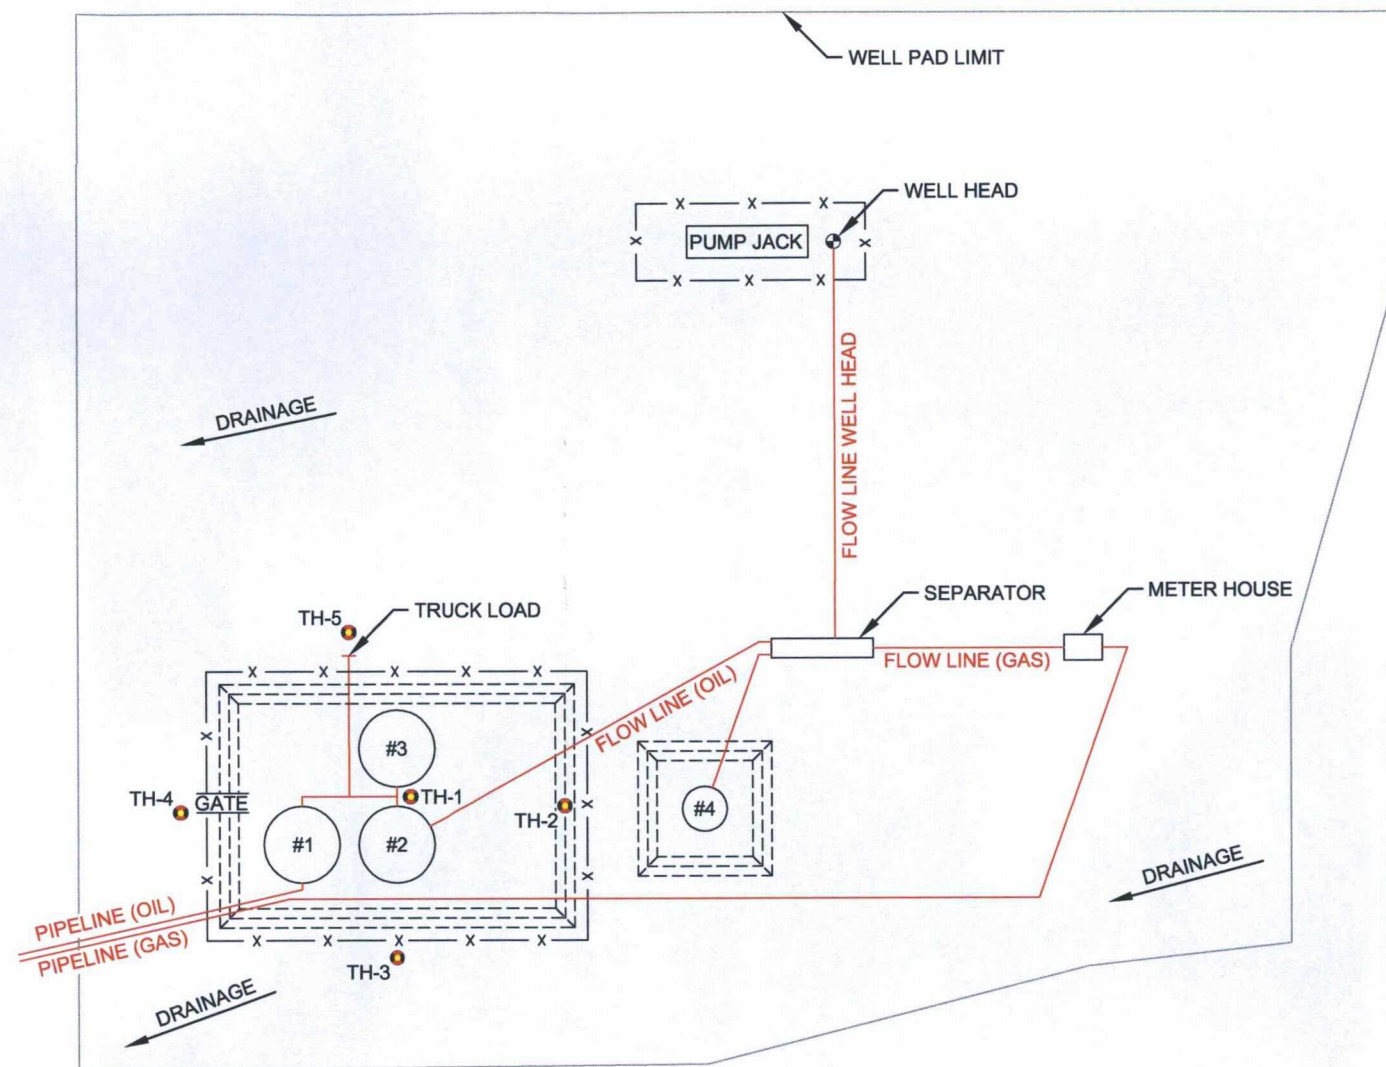 WELL PAD LIMIT
WELL HEAD
PUMP JACK
FLOW LINE WELL HEAD
DRAINAGE
SEPARATOR
METER HOUSE
TH-5
TRUCK LOAD
FLOW LINE (GAS)
FLOW LINE (OIL)
#3
TH-4
GATE
TH-1
TH-2
#4
#1
#2
DRAINAGE
PIPELINE (OIL)
PIPELINE (GAS)
TH-3
DRAINAGE